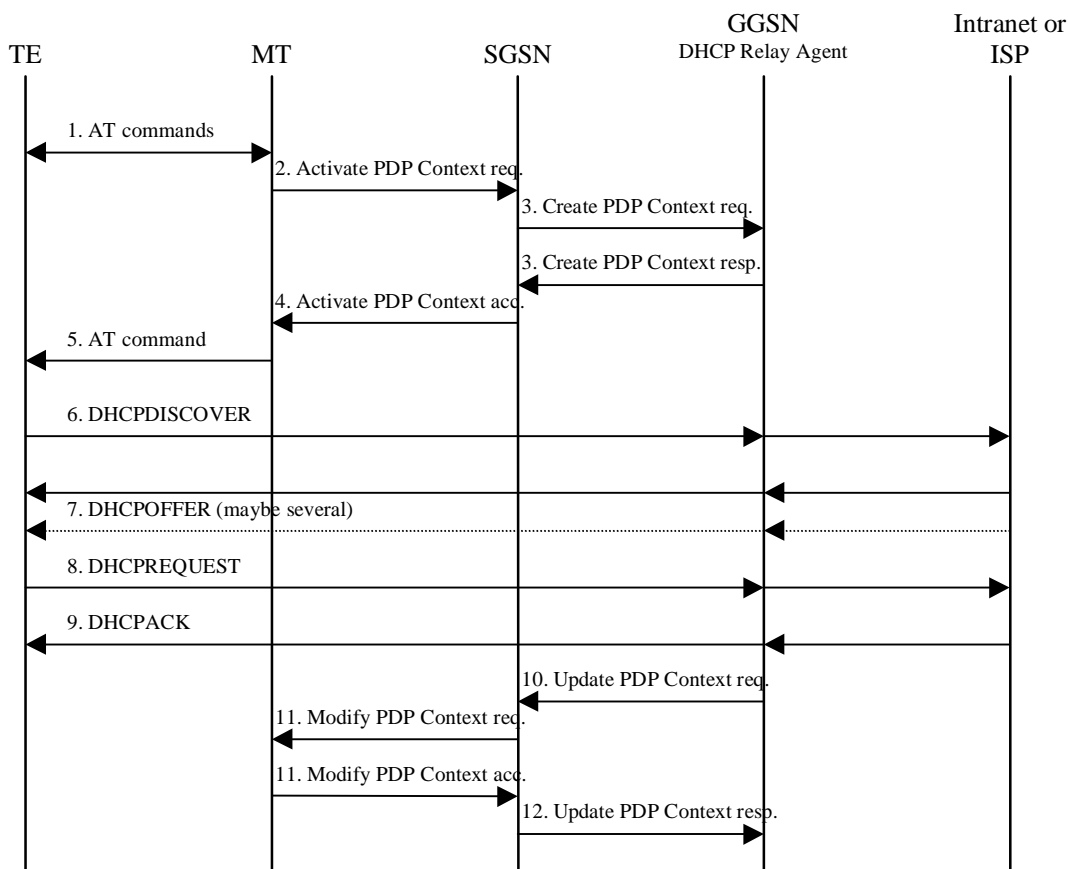 GGSN
Intranet or
TE
MT
SGSN
DHCP Relay Agent
ISP
1. AT commands
2. Activate PDP Context req.
3. Create PDP Context req.
3. Create PDP Context resp.
4. Activate PDP Context acc.
5. AT command
6. DHCPDISCOVER
7. DHCPOFFER (maybe several)
8. DHCPREQUEST
9. DHCPACK
10. Update PDP Context req.
11. Modify PDP Context req.
11. Modify PDP Context acc.
12. Update PDP Context resp.